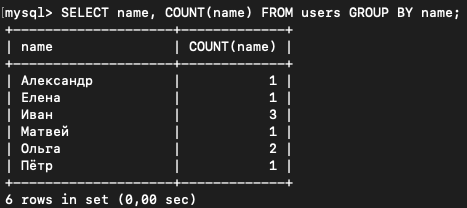 [mysql> SELECT name, COUNT(name) FROM users GROUP BY name;
+--------------------+-------------+
| name               | COUNT(name) |
+--------------------+-------------+
| Александр          |           1 |
| Елена              |           1 |
| Иван               |           3 |
| Матвей             |           1 |
| Ольга              |           2 |
| Пётр               |           1 |
+--------------------+-------------+
6 rows in set (0,00 sec)